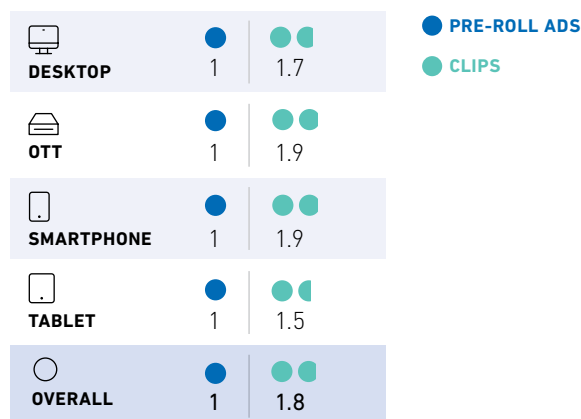 PRE-ROLL ADS
CLIPS
DESKTOP 1 1.7
OTT 1 1.9
SMARTPHONE 1 1.9
TABLET 1 1.5
OVERALL 1 1.8